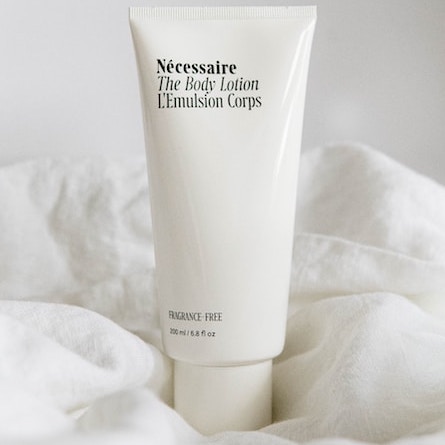 Nécessaire
The Body Lotion
L'Emulsion Corps
FRAGRANCE-FREE
200 ml / 6.8 fl oz